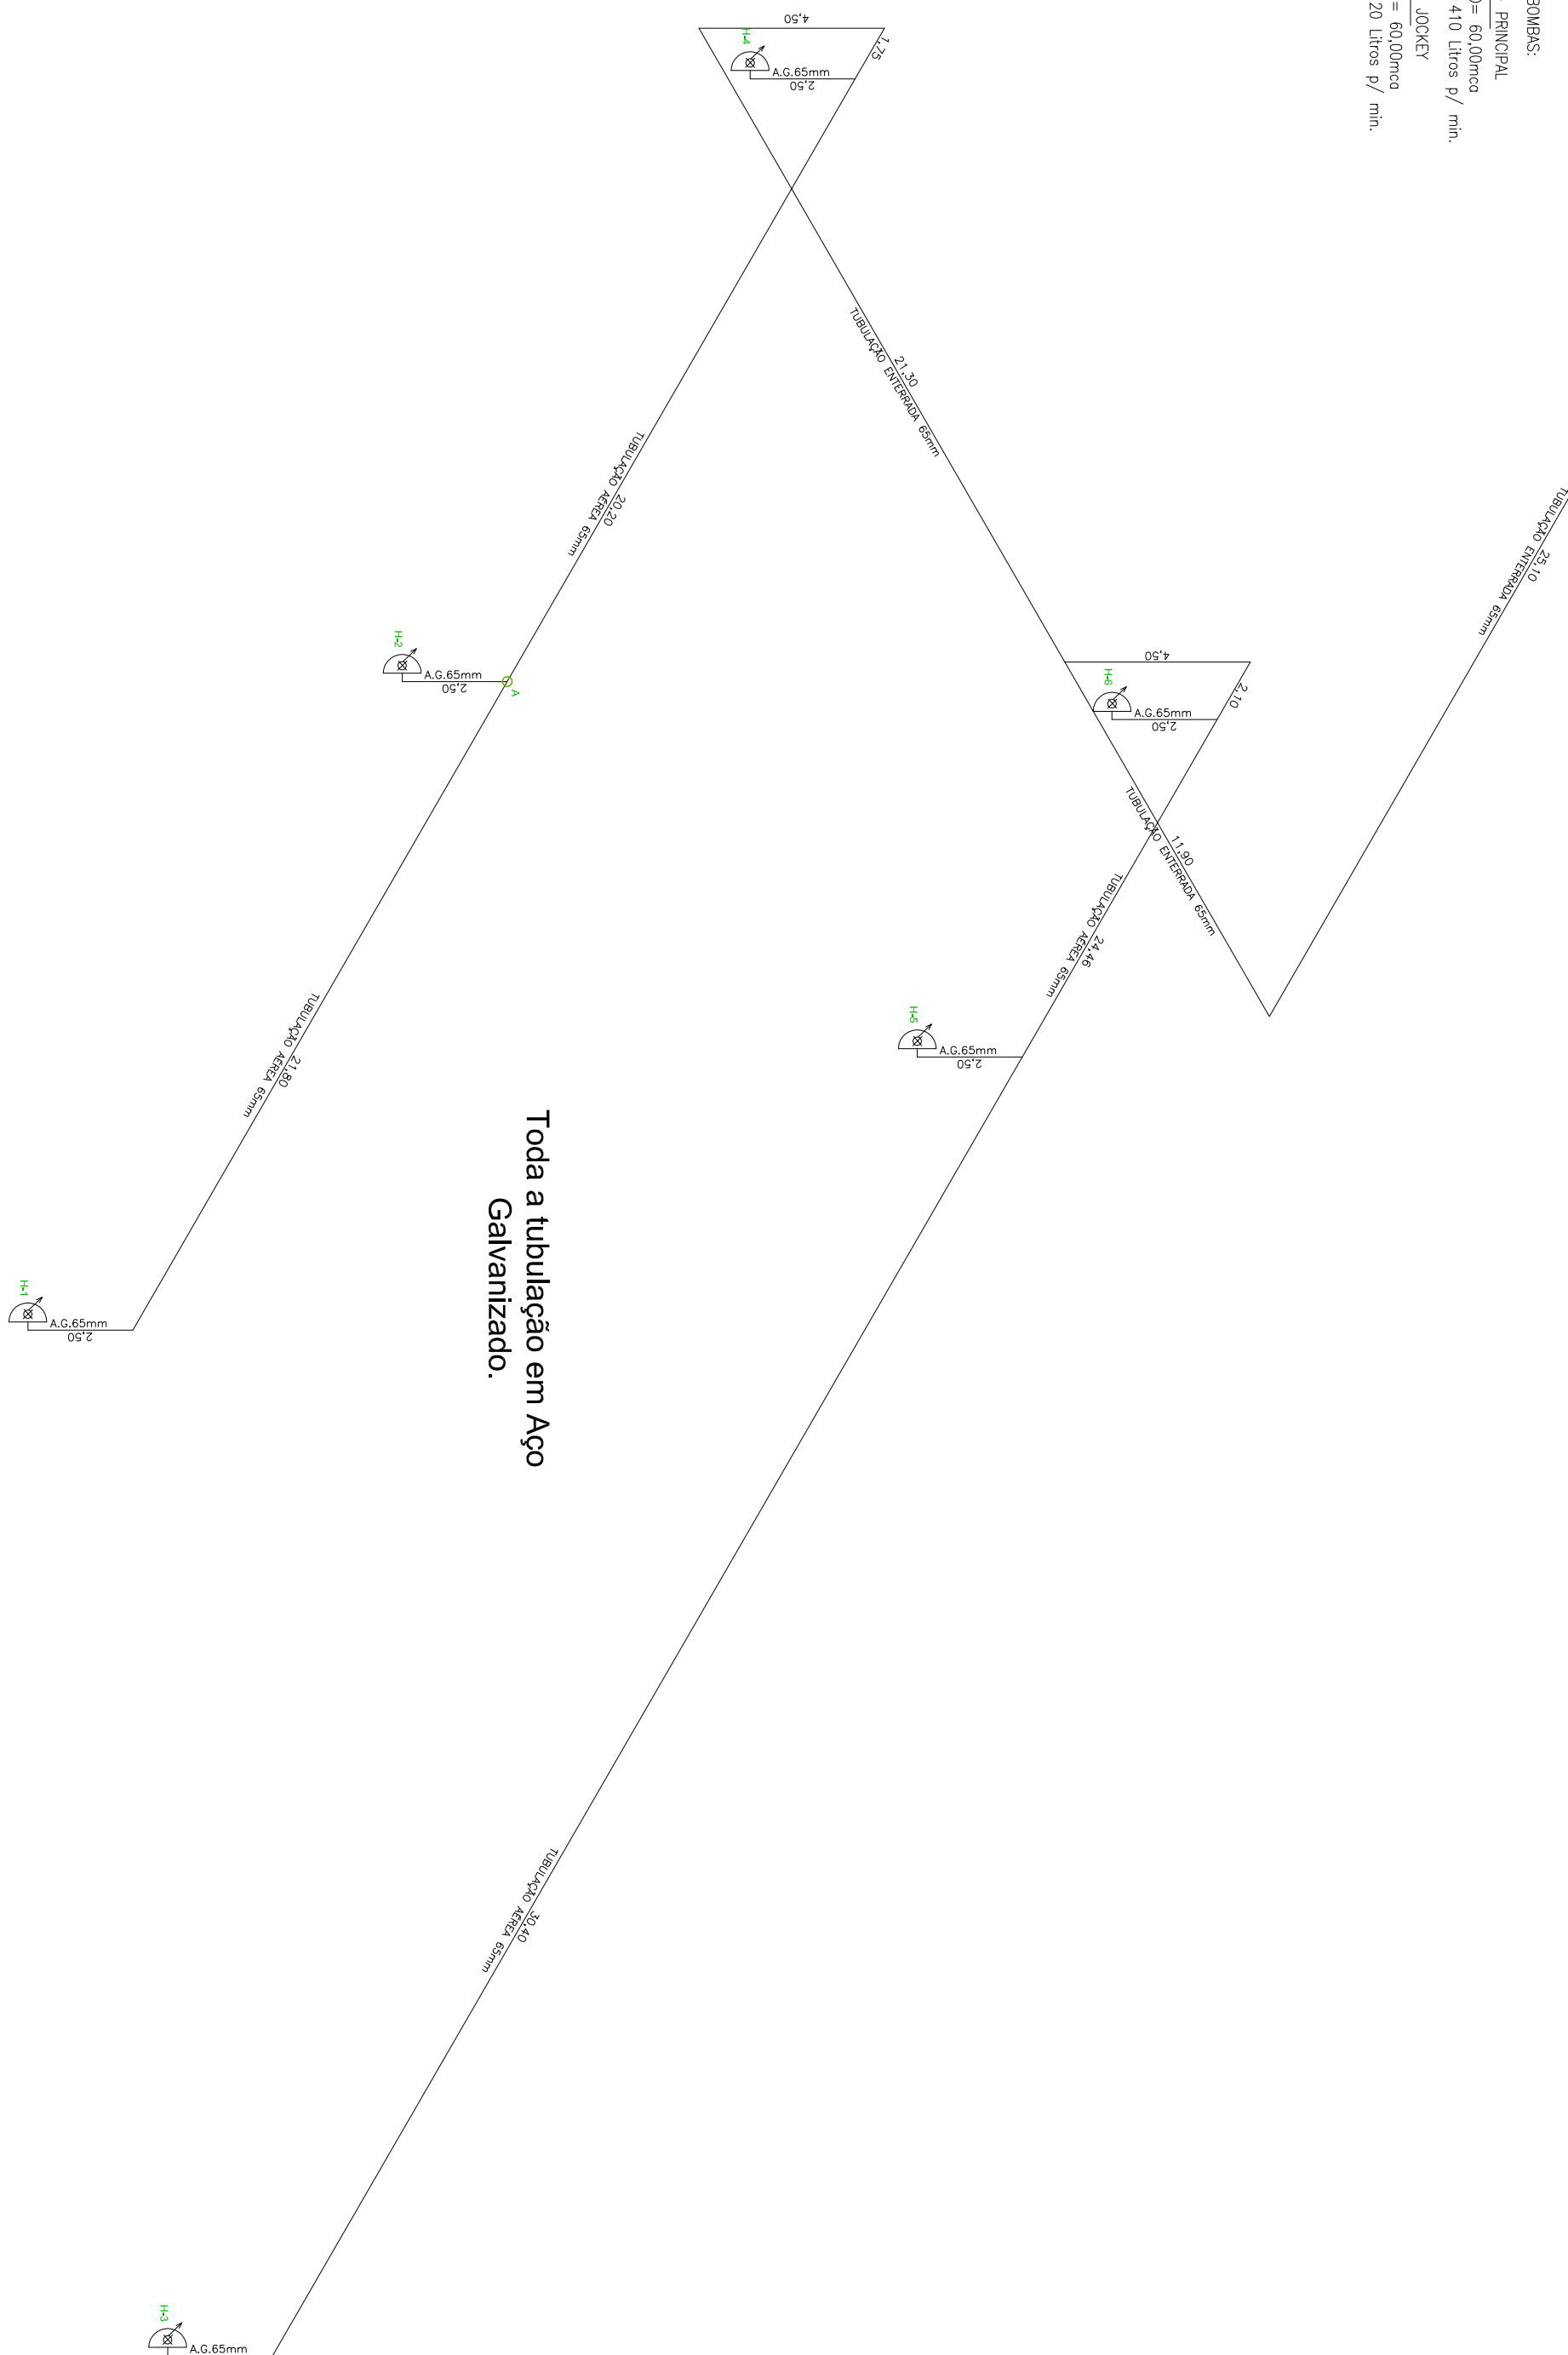 BOMBAS:
PRINCIPAL
= 60,00mca
410 Litros p/ min.
JOCKEY
= 60,00mca
20 Litros p/ min.
4,50
1,75
H-4
A.G.65mm
2,50
21,30
TUBULAÇÃO ENTERRADA 65mm
TUBULAÇÃO AÉREA 65mm
20,20
TUBULAÇÃO ENTERRADA 65mm
25,10
H-2
A.G.65mm
2,50
A
4,50
2,10
H-6
A.G.65mm
2,50
11,90
TUBULAÇÃO ENTERRADA 65mm
TUBULAÇÃO AÉREA 65mm
24,46
H-5
A.G.65mm
2,50
TUBULAÇÃO AÉREA 65mm
21,80
Toda a tubulação em Aço
Galvanizado.
H-1
A.G.65mm
2,50
TUBULAÇÃO AÉREA 65mm
30,40
H-3
A.G.65mm